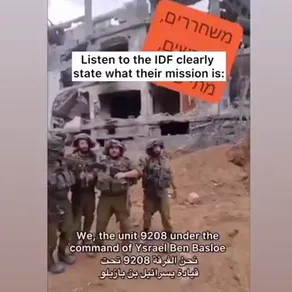 משחררים,
Listen to the IDF clearly
state what their mission is:
We, the unit 9208 under the
command of Ysrael Ben Basloe
نحن الفرقة 9208 تحت
قيادة يسرائيل بن بازيلو